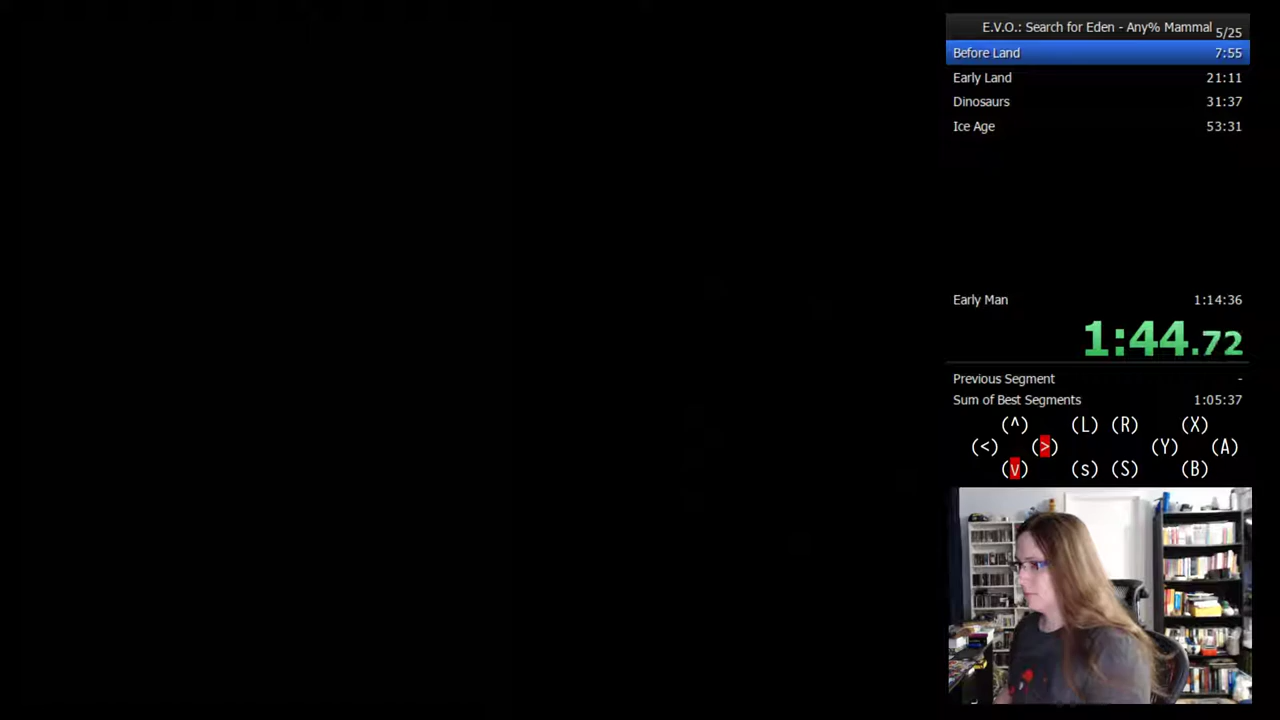 E.V.O.: Search for Eden - Any% Mammal 5/25
Before Land 7:55
Early Land 21:11
Dinosaurs 31:37
Ice Age 53:31
Early Man 1:14:36
1:44.72
Previous Segment -
Sum of Best Segments 1:05:37
(^) (L) (R) (X)
(<) (>) (Y) (A)
(v) (s) (S) (B)